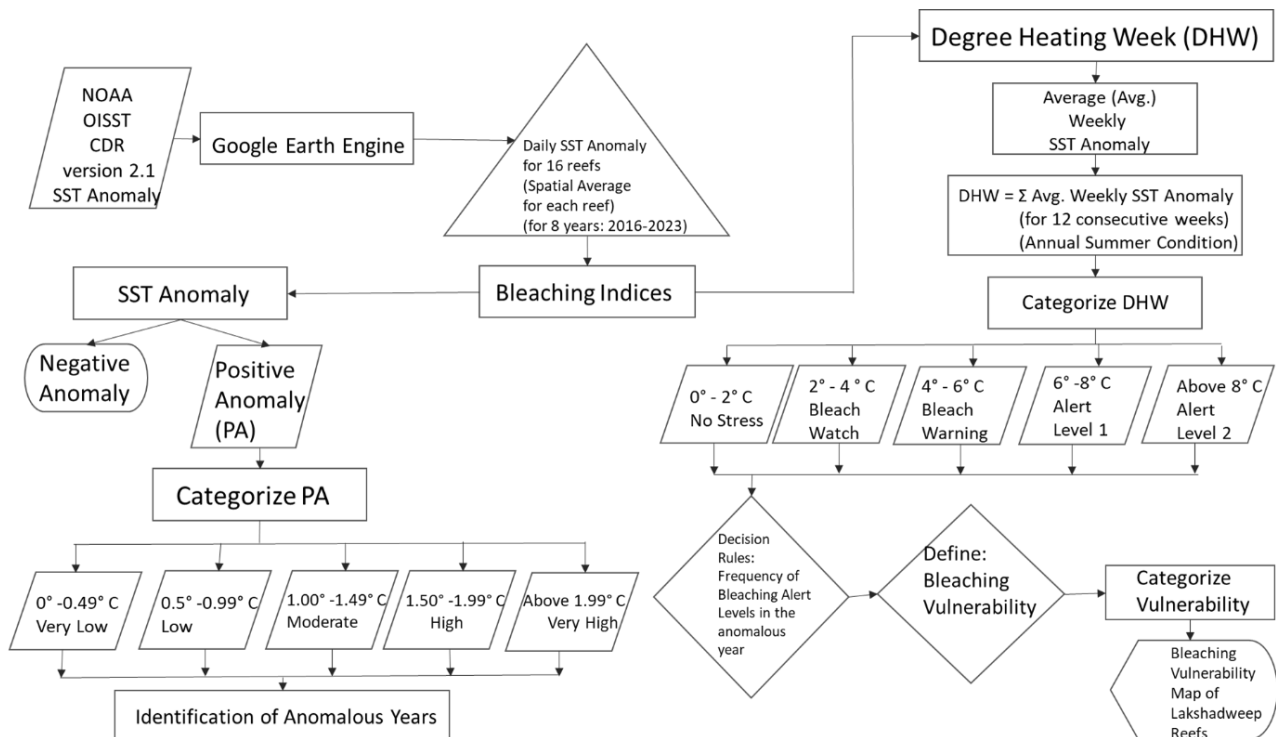 NOAA
OISST
CDR
version 2.1
SST Anomaly
Google Earth Engine
Daily SST Anomaly
for 16 reefs
(Spatial Average
for each reef)
(for 8 years: 2016-2023)
Bleaching Indices
SST Anomaly
Negative
Anomaly
Positive
Anomaly
(PA)
Categorize PA
0° -0.49° C
Very Low
0.5° -0.99° C
Low
1.00° -1.49° C
Moderate
1.50° -1.99° C
High
Above 1.99° C
Very High
Identification of Anomalous Years
Degree Heating Week (DHW)
Average (Avg.)
Weekly
SST Anomaly
DHW = Σ Avg. Weekly SST Anomaly
(for 12 consecutive weeks)
(Annual Summer Condition)
Categorize DHW
0° - 2° C
No Stress
2° - 4° C
Bleach
Watch
4° - 6° C
Bleach
Warning
6° -8° C
Alert
Level 1
Above 8° C
Alert
Level 2
Decision
Rules:
Frequency of
Bleaching Alert
Levels in the
anomalous
year
Define:
Bleaching
Vulnerability
Categorize
Vulnerability
Bleaching
Vulnerability
Map of
Lakshadweep
Reefs